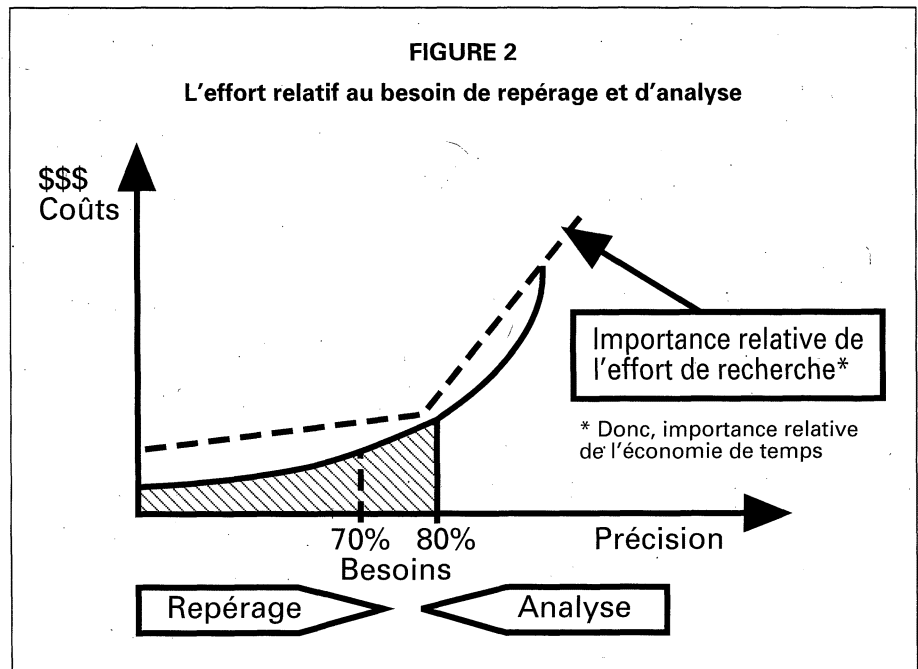 FIGURE 2
L'effort relatif au besoin de repérage et d'analyse
$$$
Coûts
Importance relative de
l'effort de recherche*
* Donc, importance relative
de l'économie de temps
70% 80%
Précision
Besoins
Repérage
Analyse